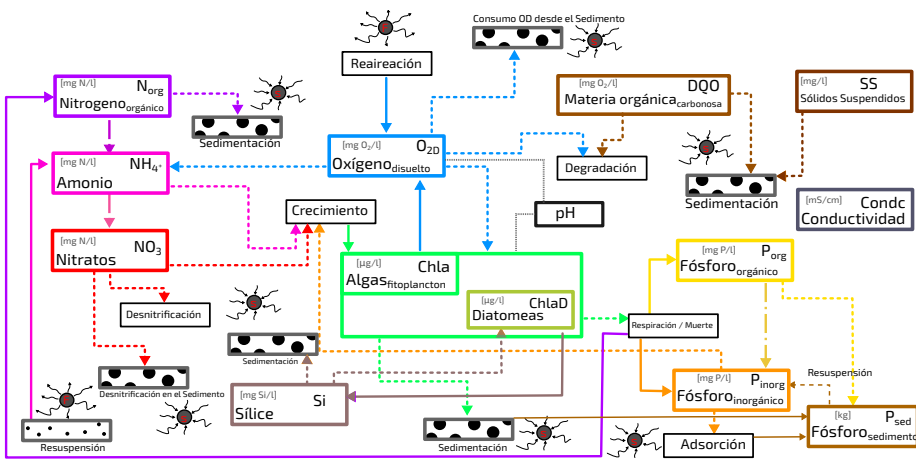 Consumo OD desde el Sedimento
Reaireación
[mg N/l] Norg
Nitrogenoorgánico
Sedimentación
[mg O₂/l] DQO
Materia orgánicacarbonosa
[mg/l] SS
Sólidos Suspendidos
[mg N/l] NH₄⁺
Amonio
[mg O₂/l] O₂D
Oxígenodisuelto
Degradación
Sedimentación
[mS/cm] Condc
Conductividad
Crecimiento
pH
[mg N/l] NO₃
Nitratos
[µg/l] Chla
Algasfitoplancton
[mg P/l] Porg
Fósforoorgánico
[µg/l] ChlaD
Diatomeas
Desnitrificación
Respiración / Muerte
Sedimentación
Desnitrificación en el Sedimento
[mg Si/l] Si
Sílice
[mg P/l] Pinorg
Fósforoinorgánico
Resuspensión
[kg] Psed
Fósforosedimento
Resuspensión
Sedimentación
Adsorción